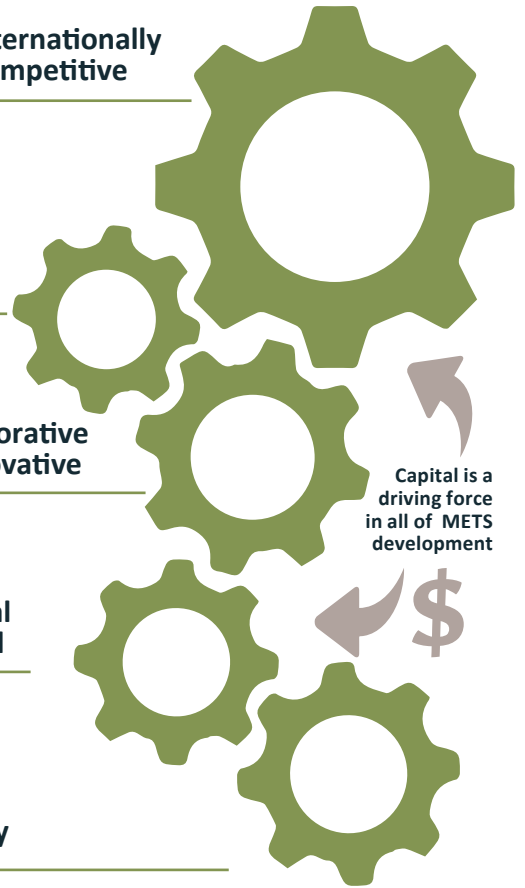 ternationally
mpetitive
orative
ovative
Capital is a
driving force
in all of METS
development
$
al
l
y